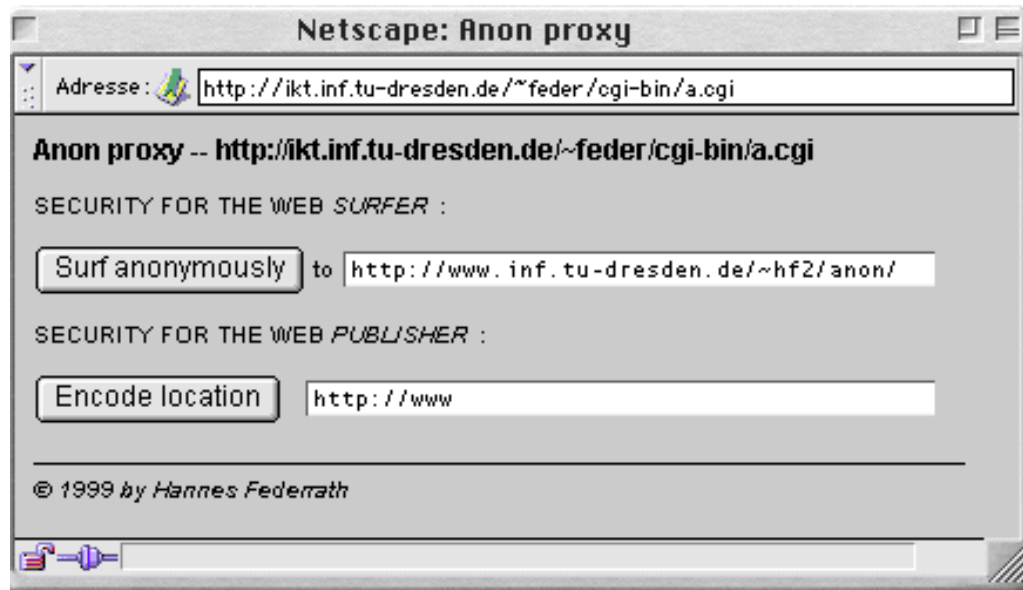 Netscape: Anon proxy
Adresse: http://ikt.inf.tu-dresden.de/~feder/cgi-bin/a.cgi
Anon proxy -- http://ikt.inf.tu-dresden.de/~feder/cgi-bin/a.cgi
SECURITY FOR THE WEB SURFER :
Surf anonymously to http://www.inf.tu-dresden.de/~hf2/anon/
SECURITY FOR THE WEB PUBLISHER :
Encode location http://www
© 1999 by Hannes Federrath